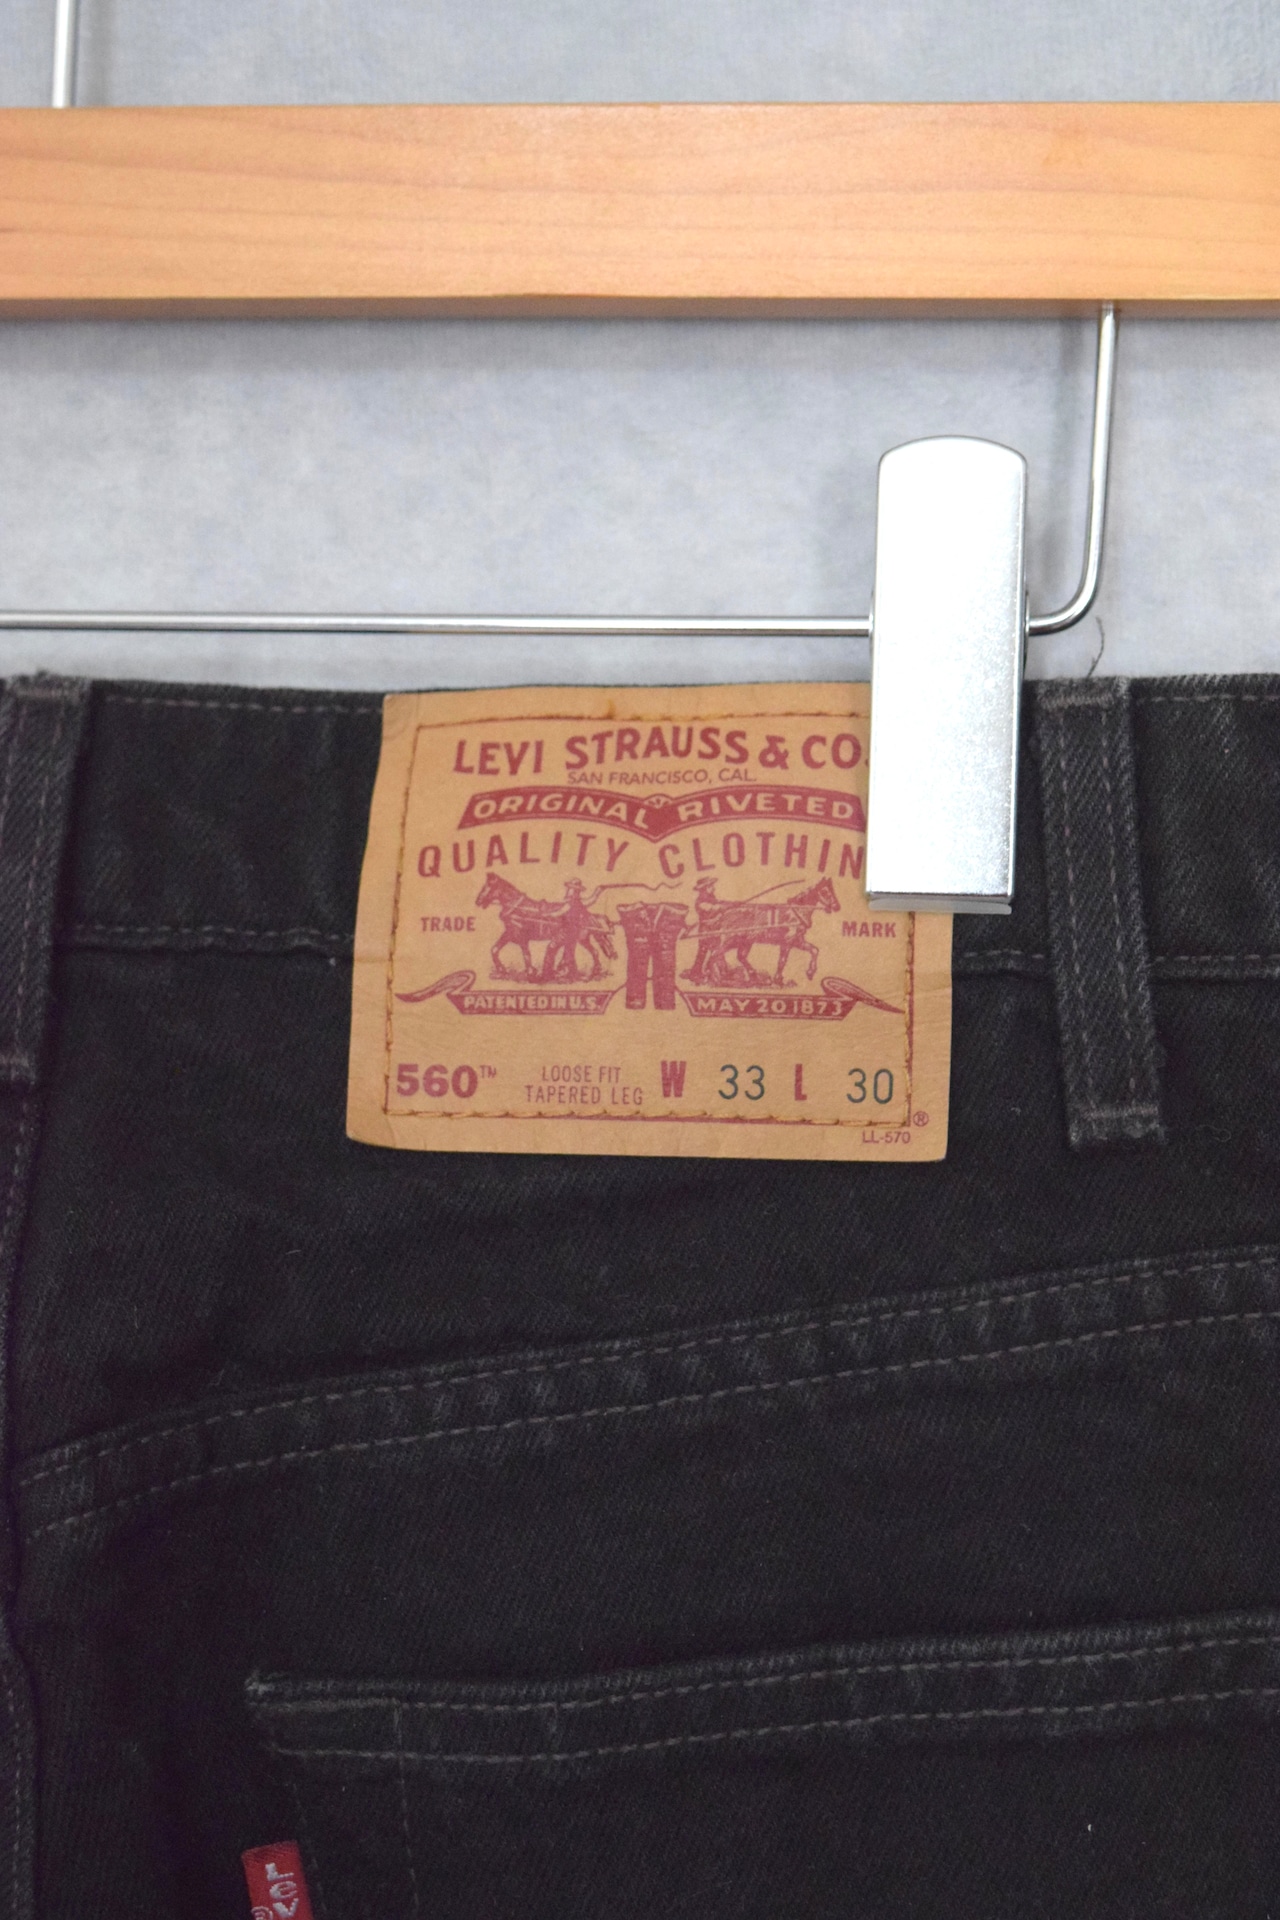 LEVI STRAUSS & CO.
SAN FRANCISCO, CAL.
ORIGINAL RIVETED
QUALITY CLOTHIN
TRADE MARK
PATENTED IN U.S. MAY 20 1873
560™ LOOSE FIT TAPERED LEG W 33 L 30
®
LL-570
LEV
®